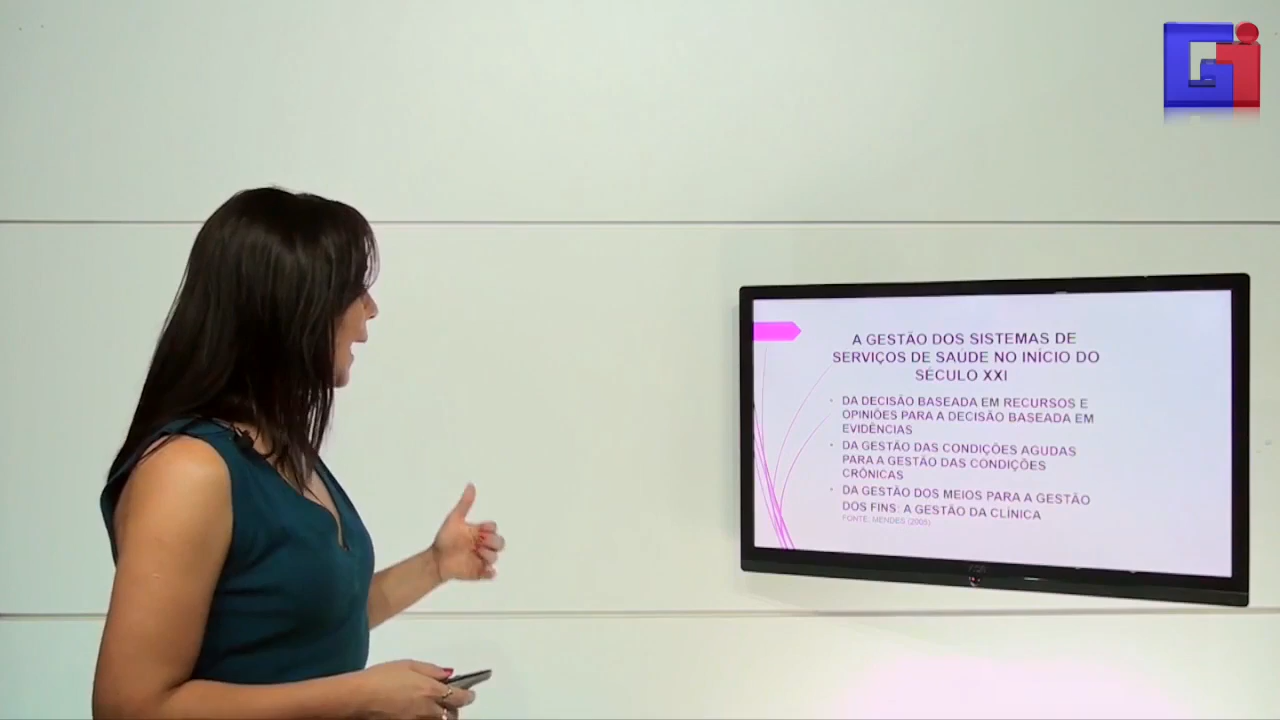 A GESTÃO DOS SISTEMAS DE
SERVIÇOS DE SAÚDE NO INÍCIO DO
SÉCULO XXI
• DA DECISÃO BASEADA EM RECURSOS E
OPINIÕES PARA A DECISÃO BASEADA EM
EVIDÊNCIAS
• DA GESTÃO DAS CONDIÇÕES AGUDAS
PARA A GESTÃO DAS CONDIÇÕES
CRÔNICAS
• DA GESTÃO DOS MEIOS PARA A GESTÃO
DOS FINS: A GESTÃO DA CLÍNICA
FONTE: MENDES (2005)